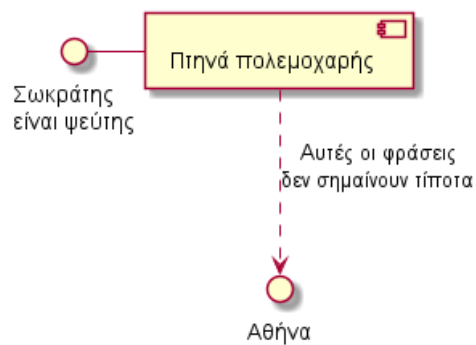 Πτηνά πολεμοχαρής
Σωκράτης
είναι ψεύτης
Αυτές οι φράσεις
δεν σημαίνουν τίποτα
Αθήνα